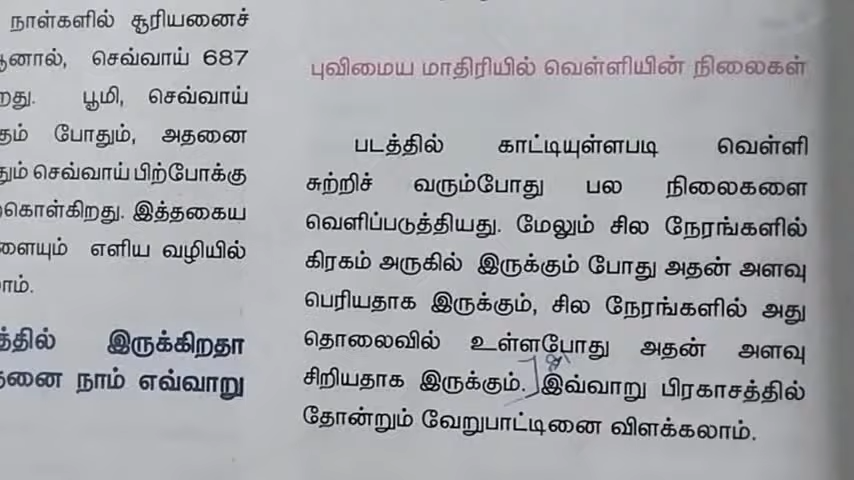 நாள்களில் சூரியனைச்
செவ்வாய் 687
பூமி, செவ்வாய்
போதும், அதனை
செவ்வாய் பிற்போக்கு
இத்தகைய
எளிய வழியில்
இருக்கிறதா
நாம் எவ்வாறு
புவிமைய மாதிரியில் வெள்ளியின் நிலைகள்
படத்தில் காட்டியுள்ளபடி வெள்ளி
சுற்றிச் வரும்போது பல நிலைகளை
வெளிப்படுத்தியது. மேலும் சில நேரங்களில்
கிரகம் அருகில் இருக்கும் போது அதன் அளவு
பெரியதாக இருக்கும், சில நேரங்களில் அது
தொலைவில் உள்ளபோது அதன் அளவு
சிறியதாக இருக்கும். இவ்வாறு பிரகாசத்தில்
தோன்றும் வேறுபாட்டினை விளக்கலாம்.